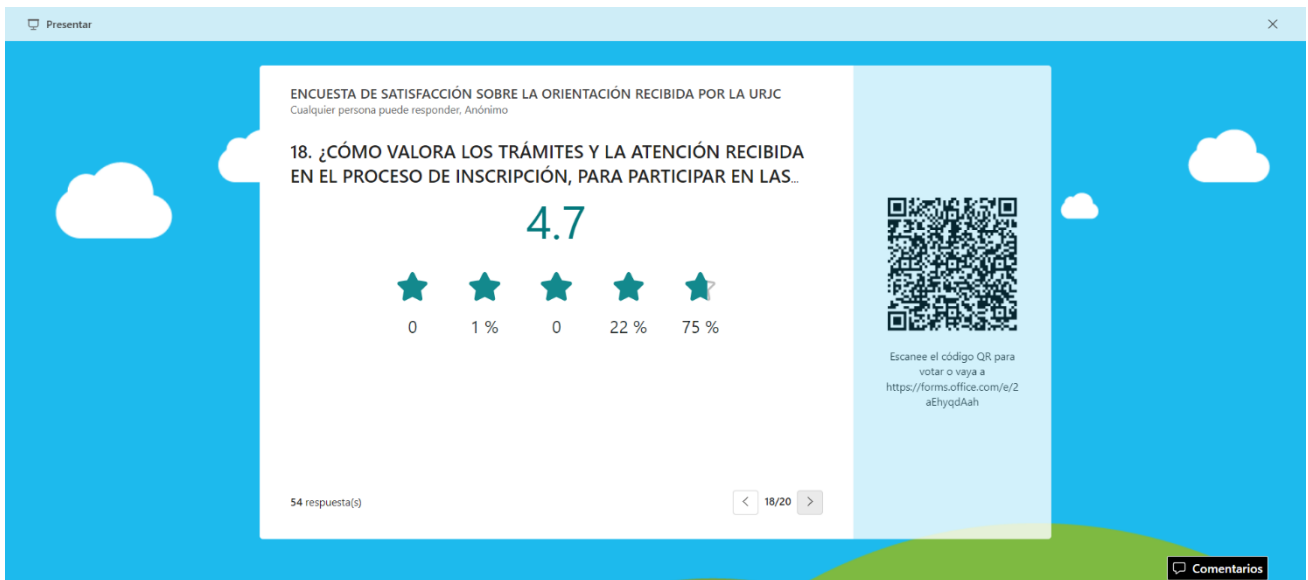 Presentar
ENCUESTA DE SATISFACCIÓN SOBRE LA ORIENTACIÓN RECIBIDA POR LA URJC
Cualquier persona puede responder, Anónimo
18. ¿CÓMO VALORA LOS TRÁMITES Y LA ATENCIÓN RECIBIDA
EN EL PROCESO DE INSCRIPCIÓN, PARA PARTICIPAR EN LAS...
4.7
0 1 % 0 22 % 75 %
Escanee el código QR para
votar o vaya a
https://forms.office.com/e/2
aEhyqdAah
54 respuesta(s)
18/20
Comentarios